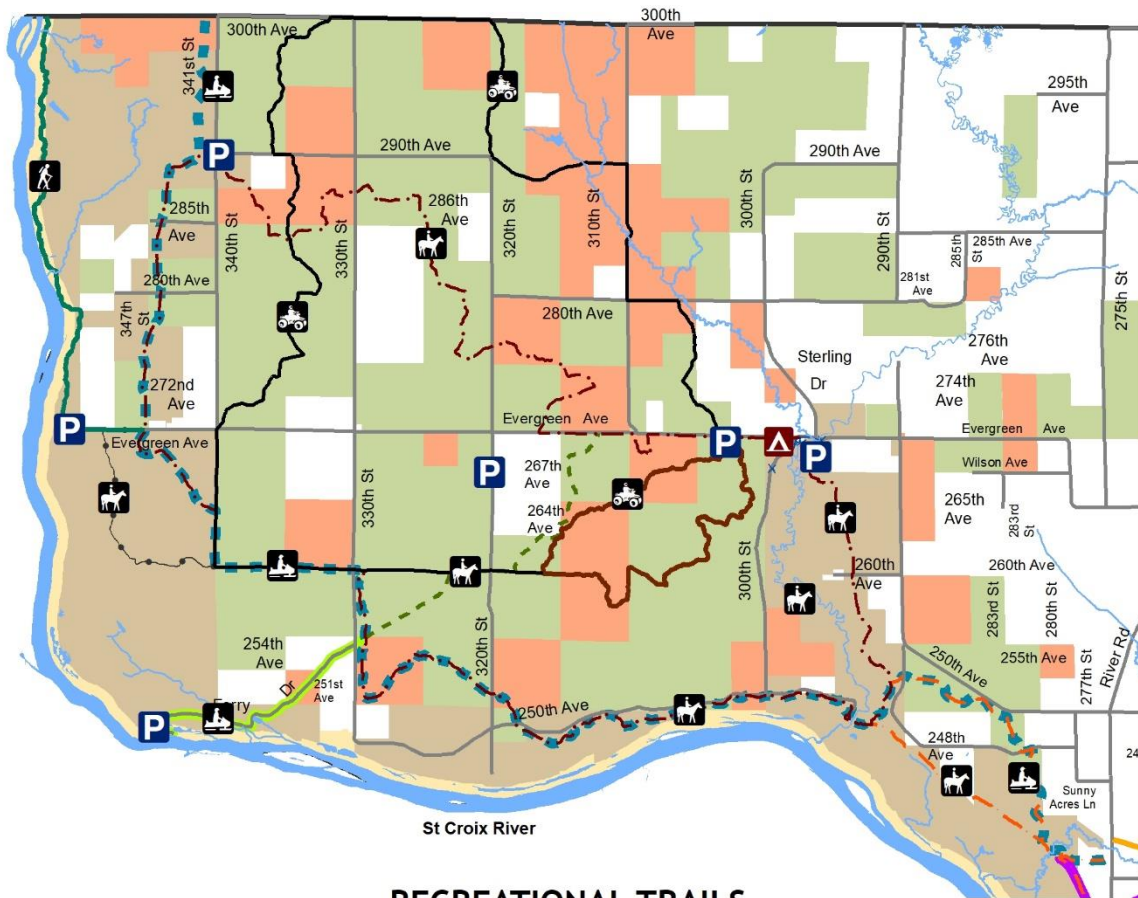 300th
Ave
300th Ave
341st St
295th
Ave
290th Ave
290th Ave
P
285th
Ave
340th St
330th St
286th
Ave
320th St
310th St
300th St
290th St
285th
St
285th Ave
281st
Ave
275th St
280th Ave
347th
St
280th Ave
276th
Ave
Sterling
Dr
272nd
Ave
274th
Ave
P
Evergreen Ave
Evergreen Ave
P
P
Evergreen Ave
Wilson Ave
P
267th
Ave
X
330th St
264th
Ave
265th
Ave
283rd
St
300th St
260th
Ave
260th Ave
283rd St
280th St
254th
Ave
320th St
255th Ave
277th St
River Rd
251st
Ave
250th Ave
Ferry
Dr
P
250th Ave
248th
Ave
24
Sunny
Acres Ln
St Croix River
RECREATIONAL TRAILS